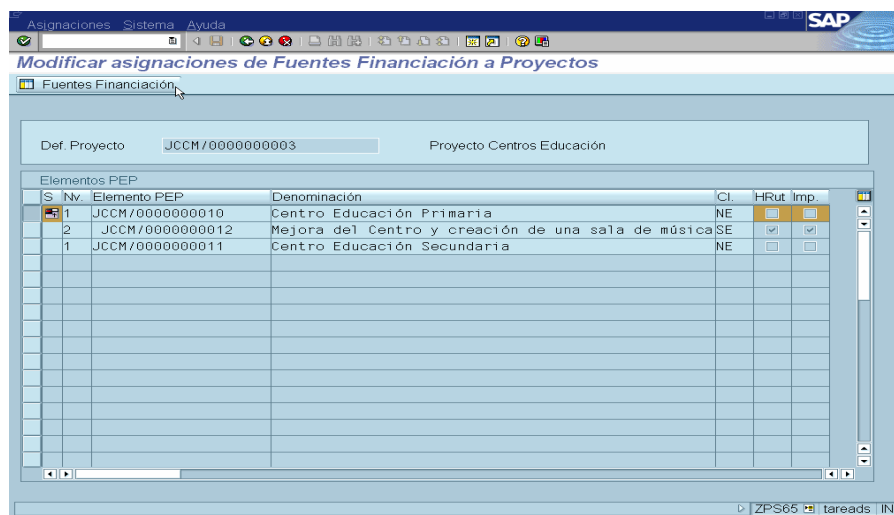 Asignaciones Sistema Ayuda
SAP
Modificar asignaciones de Fuentes Financiación a Proyectos
Fuentes Financiación
Def. Proyecto JCCM/0000000003 Proyecto Centros Educación
Elementos PEP
S Nv. Elemento PEP Denominación Cl. HRut Imp.
1 JCCM/0000000010 Centro Educación Primaria NE
2 JCCM/0000000012 Mejora del Centro y creación de una sala de música SE
1 JCCM/0000000011 Centro Educación Secundaria NE
ZPS65 tareads IN